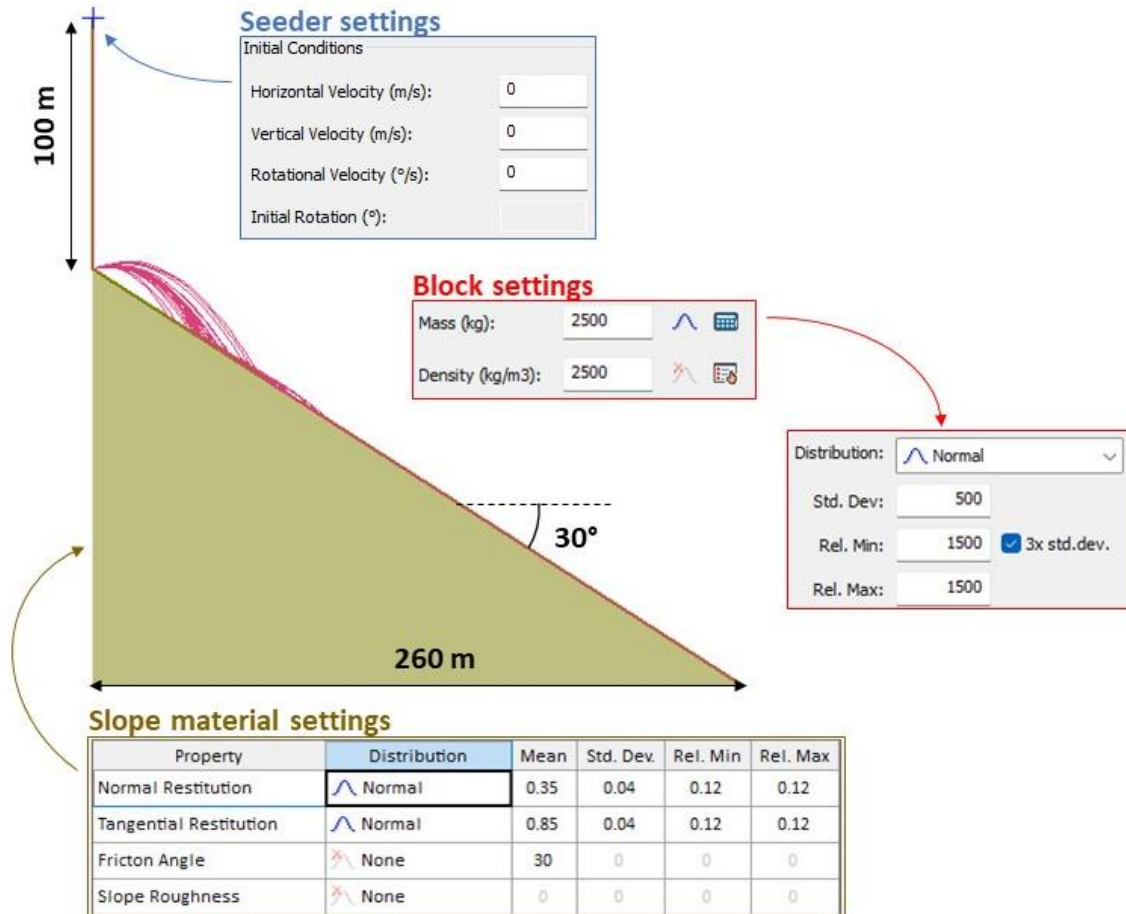 Seeder settings
Initial Conditions
Horizontal Velocity (m/s): 0
Vertical Velocity (m/s): 0
Rotational Velocity (°/s): 0
Initial Rotation (°):
100 m
Block settings
Mass (kg): 2500
Density (kg/m3): 2500
Distribution: Normal
Std. Dev: 500
Rel. Min: 1500 3x std.dev.
Rel. Max: 1500
30°
260 m
Slope material settings
Property Distribution Mean Std. Dev. Rel. Min Rel. Max
Normal Restitution Normal 0.35 0.04 0.12 0.12
Tangential Restitution Normal 0.85 0.04 0.12 0.12
Fricton Angle None 30 0 0 0
Slope Roughness None 0 0 0 0